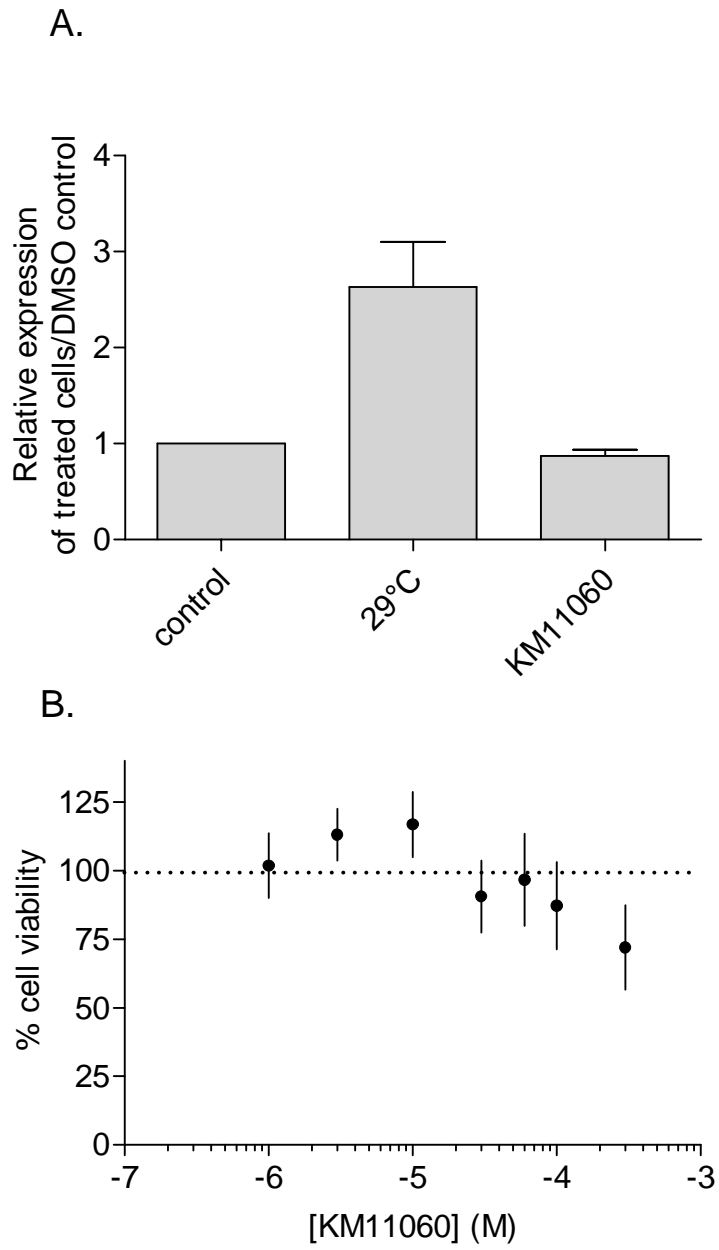 A.
Relative expression
of treated cells/DMSO control
4
3
2
1
0
control
29°C
KM11060
B.
% cell viability
125
100
75
50
25
0
-7
-6
-5
-4
-3
[KM11060] (M)